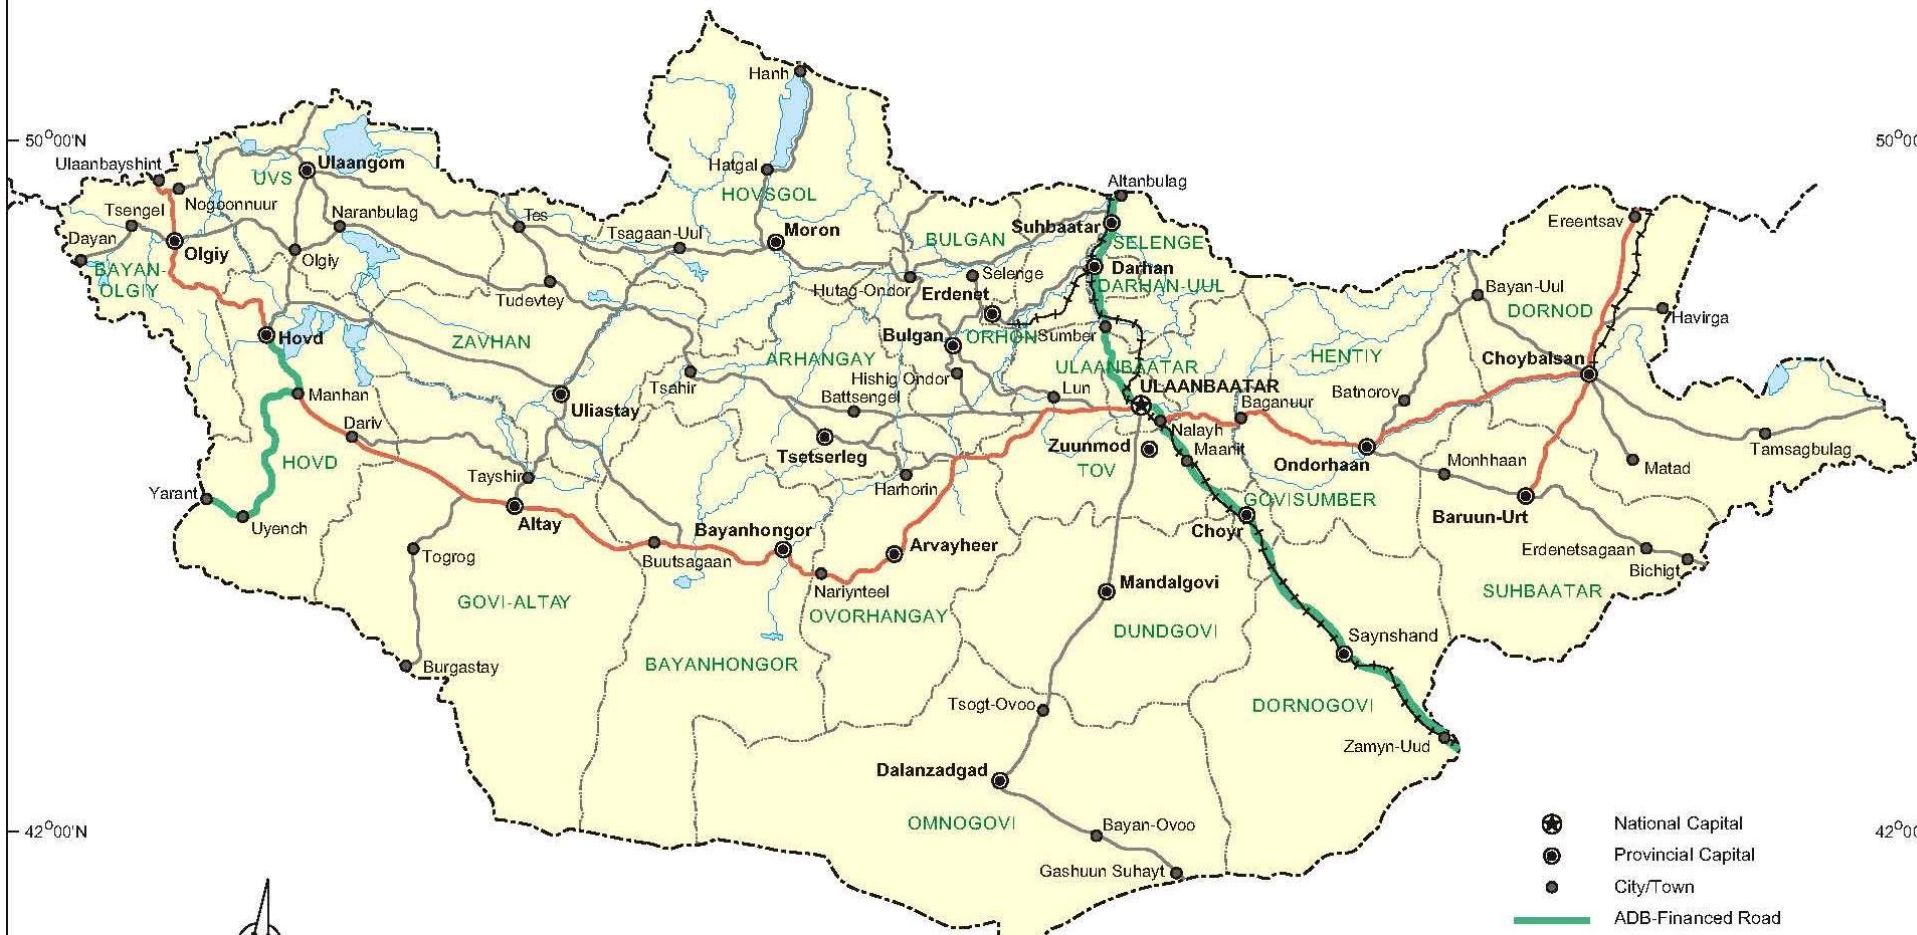 Hanh
50°00'N
50°00
Ulaanbayshint
Ulaangom
Hatgal
UVS
HOVSGOL
Altanbulag
Nogoonnuur
Tsengel
Naranbulag
Tes
Ereentsav
Suhbaatar
Dayan
Tsagaan-Uul
Moron
BULGAN
SELENGE
Olgiy
Olgiy
BAYAN-
OLGIY
Darhan
Selenge
DARHAN-UUL
Bayan-Uul
Hutag-Ondor
Erdenet
Tudevtey
DORNOD
Havirga
Hovd
ZAVHAN
Bulgan
ORHON
Sumber
ARHANGAY
HENTIY
Choybalsan
ULAANBAATAR
Hishig Ondor
Tsahir
Lun
ULAANBAATAR
Manhan
Battsengel
Batnorov
Baganuur
Uliastay
Dariv
Nalayh
Zuunmod
Maanit
Tamsagbulag
Tsetserleg
HOVD
TOV
Ondorhaan
Monhhaan
Matad
Tayshir
Harhorin
Yarant
GOVISUMBER
Baruun-Urt
Altay
Uyench
Bayanhongor
Choyr
Arvayheer
Erdenetsagaan
Togrog
Buutsagaan
Bichigt
Mandalgovi
Nariynteel
SUHBAATAR
GOVI-ALTAY
OVORHANGAY
DUNDGOVI
Saynshand
Burgastay
BAYANHONGOR
Tsogt-Ovoo
DORNOGOVI
Zamyn-Uud
Dalanzadgad
OMNOGOVI
Bayan-Ovoo
42°00'N
42°00
Gashuun Suhayt
National Capital
Provincial Capital
City/Town
ADB-Financed Road